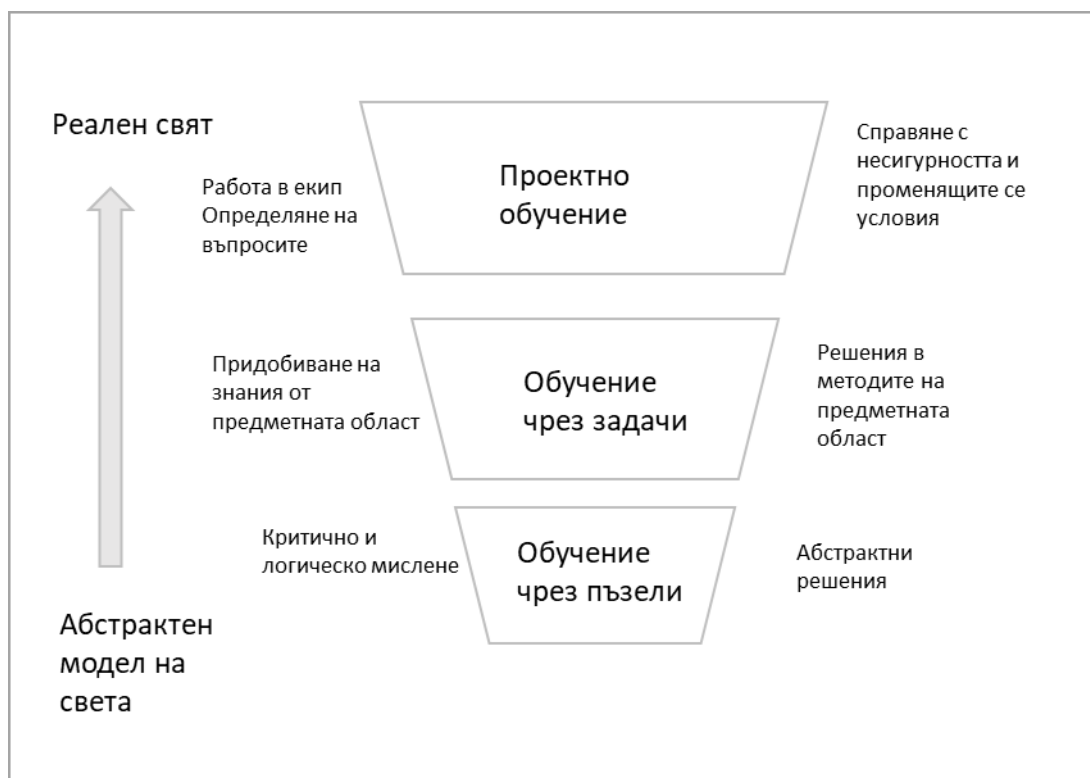 Реален свят
Работа в екип
Определяне на
въпросите
Проектно
обучение
Справяне с
несигурността и
променящите се
условия
Придобиване на
знания от
предметната област
Обучение
чрез задачи
Решения в
методите на
предметната
област
Критично и
логическо мислене
Обучение
чрез пъзели
Абстрактни
решения
Абстрактен
модел на
света